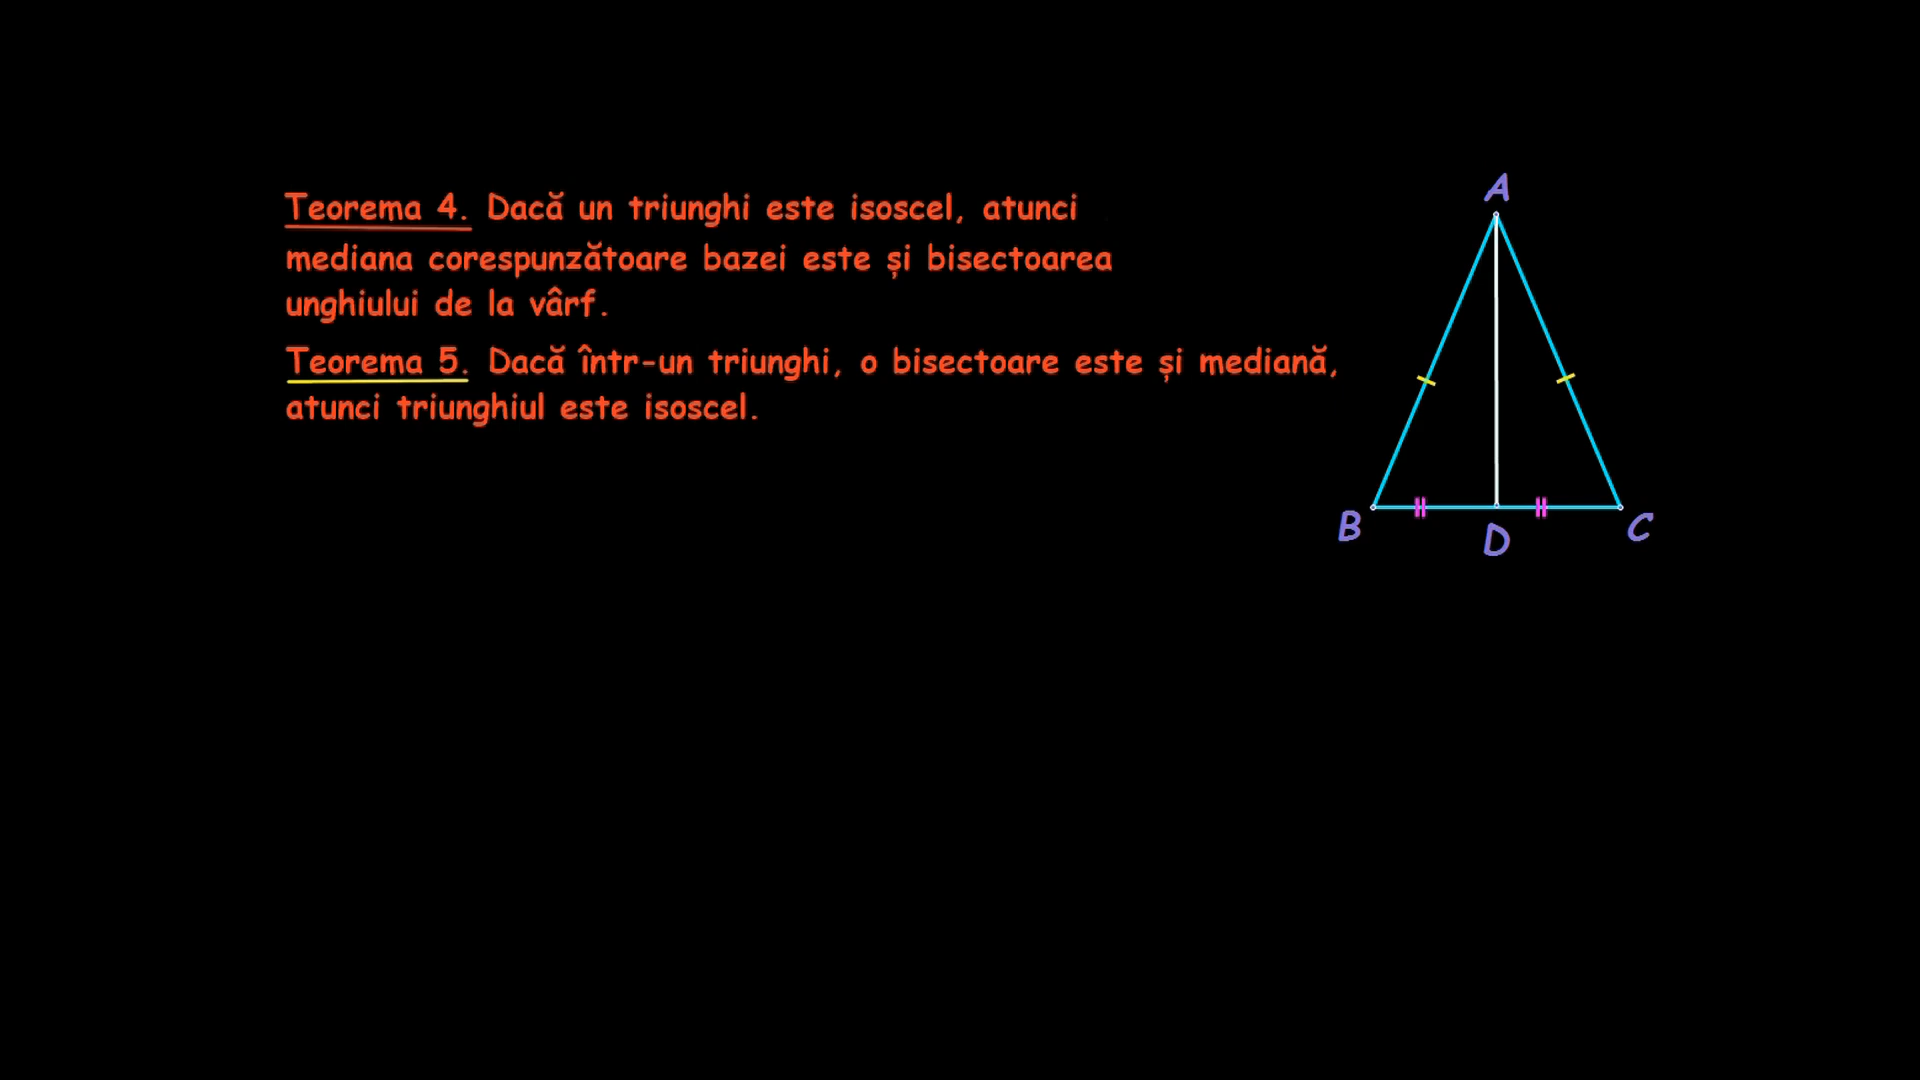 Teorema 4. Dacă un triunghi este isoscel, atunci
mediana corespunzătoare bazei este și bisectoarea
unghiului de la vârf.
Teorema 5. Dacă într-un triunghi, o bisectoare este și mediană,
atunci triunghiul este isoscel.
A
B
D
C